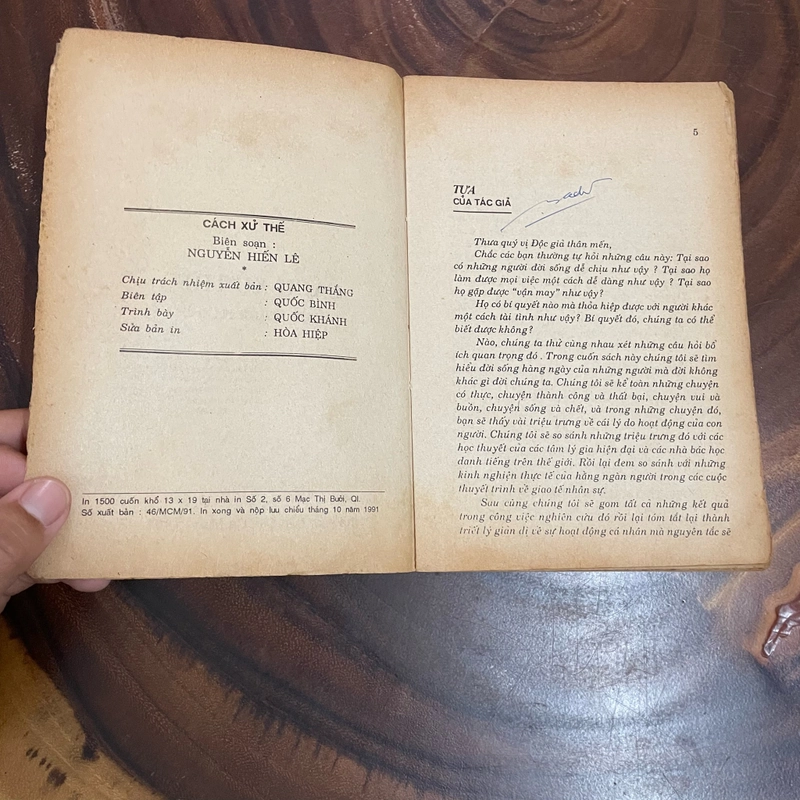 CÁCH XỬ THẾ
Biên soạn :
NGUYỄN HIẾN LÊ
*
Chịu trách nhiệm xuất bản : QUANG THẮNG
Biên tập : QUỐC BÌNH
Trình bày : QUỐC KHÁNH
Sửa bản in : HÒA HIỆP
In 1500 cuốn khổ 13 x 19 tại nhà in Số 2, số 6 Mạc Thị Bưởi, QI.
Số xuất bản : 46/MCM/91. In xong và nộp lưu chiểu tháng 10 năm 1991
5
TỰA
CỦA TÁC GIẢ
Thưa quý vị Độc giả thân mến,
Chắc các bạn thường tự hỏi những câu này: Tại sao
có những người đời sống dễ chịu như vậy ? Tại sao họ
làm được mọi việc một cách dễ dàng như vậy ? Tại sao
họ gặp được "vận may" như vậy?
Họ có bí quyết nào mà thỏa hiệp được với người khác
một cách tài tình như vậy? Bí quyết đó, chúng ta có thể
biết được không?
Nào, chúng ta thử cùng nhau xét những câu hỏi bổ
ích quan trọng đó . Trong cuốn sách này chúng tôi sẽ tìm
hiểu đời sống hàng ngày của những người mà đời không
khác gì đời chúng ta. Chúng tôi sẽ kể toàn những chuyện
có thực, chuyện thành công và thất bại, chuyện vui và
buồn, chuyện sống và chết, và trong những chuyện đó,
bạn sẽ thấy vài triệu trưng về cái lý do hoạt động của con
người. Chúng tôi sẽ so sánh những triệu trưng đó với các
học thuyết của các tâm lý gia hiện đại và các nhà bác học
danh tiếng trên thế giới. Rồi lại đem so sánh với những
kinh nghiệm thực tế của hằng ngàn người trong các cuộc
thuyết trình về giao tế nhân sự.
Sau cùng chúng tôi sẽ gom tất cả những kết quả
trong công việc nghiên cứu đó rồi lại tóm tắt lại thành
triết lý giản dị về sự hoạt động cá nhân mà nguyên tắc sẽ